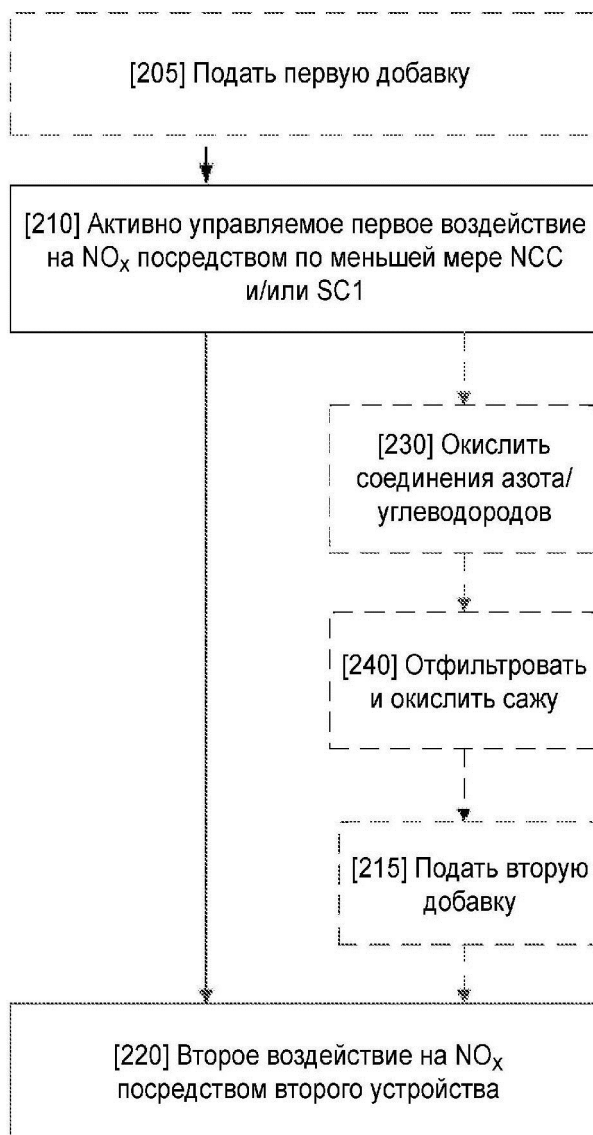 [205] Подать первую добавку
[210] Активно управляемое первое воздействие
на NOX посредством по меньшей мере NCC
и/или SC1
[230] Окислить
соединения азота/
углеводородов
[240] Отфильтровать
и окислить сажу
[215] Подать вторую
добавку
[220] Второе воздействие на NOX
посредством второго устройства